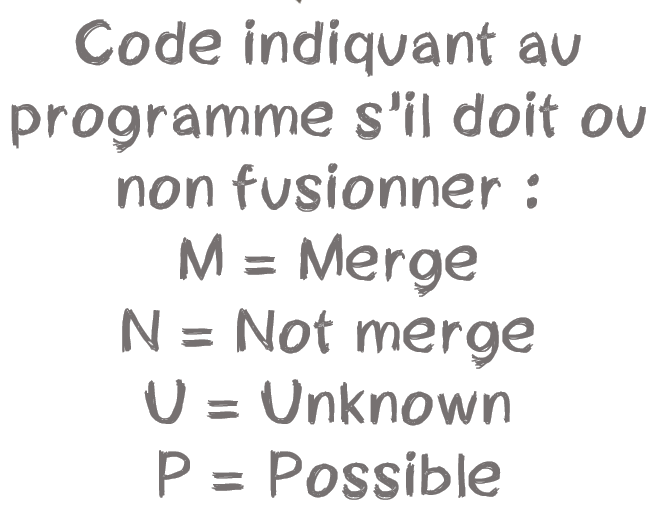 Code indiquant au
programme s'il doit ou
non fusionner :
M = Merge
N = Not merge
U = Unknown
P = Possible